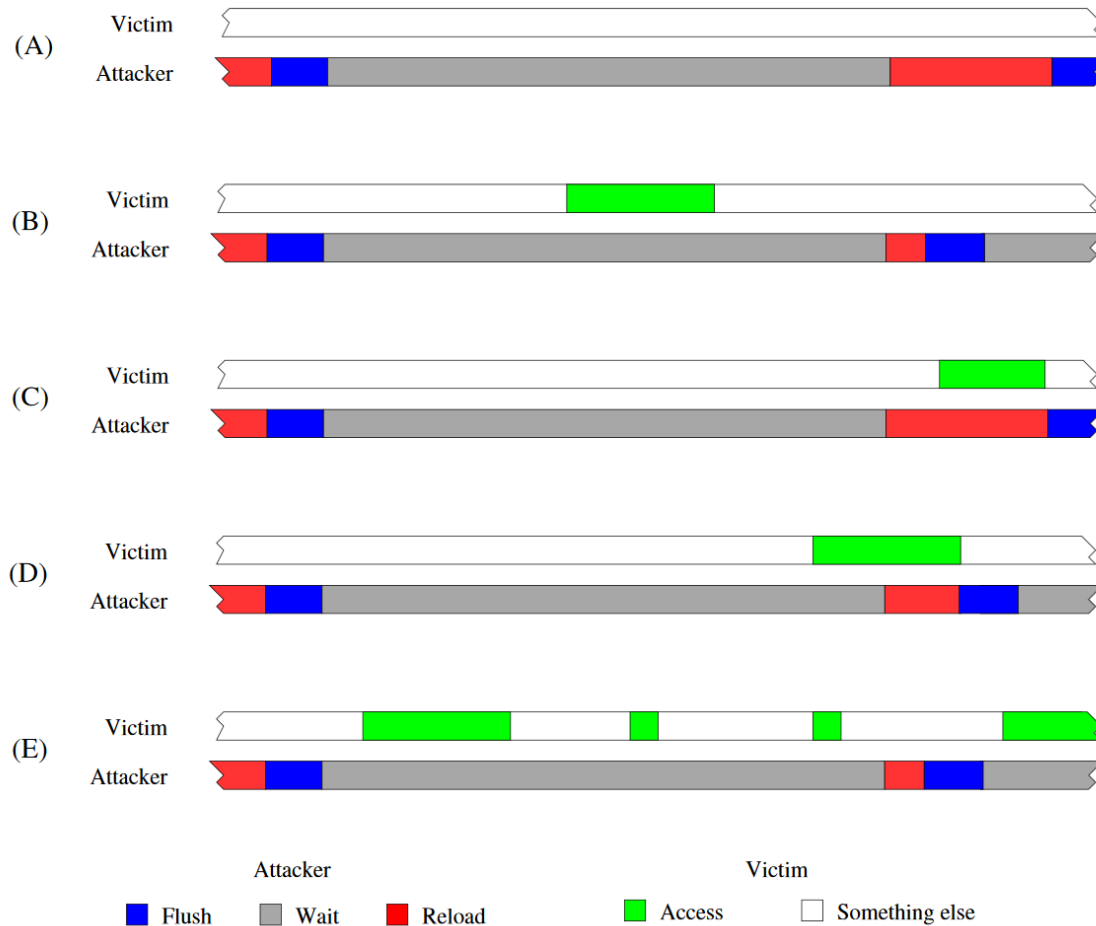 (A)
Victim
Attacker
(B)
Victim
Attacker
(C)
Victim
Attacker
(D)
Victim
Attacker
(E)
Victim
Attacker
Attacker Victim
Flush Wait Reload Access Something else